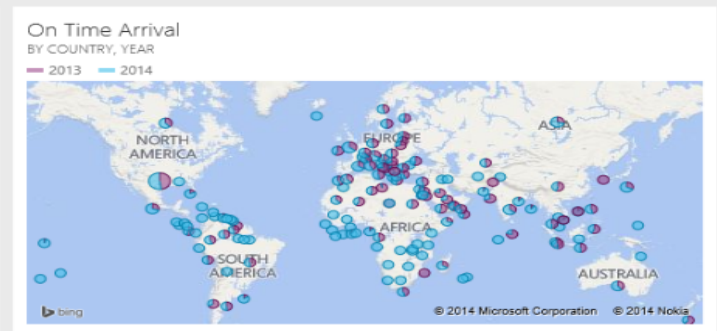 On Time Arrival
BY COUNTRY, YEAR
2013 2014
NORTH
AMERICA
EUROPE
ASIA
AFRICA
SOUTH
AMERICA
AUSTRALIA
bing
© 2014 Microsoft Corporation © 2014 Nokia